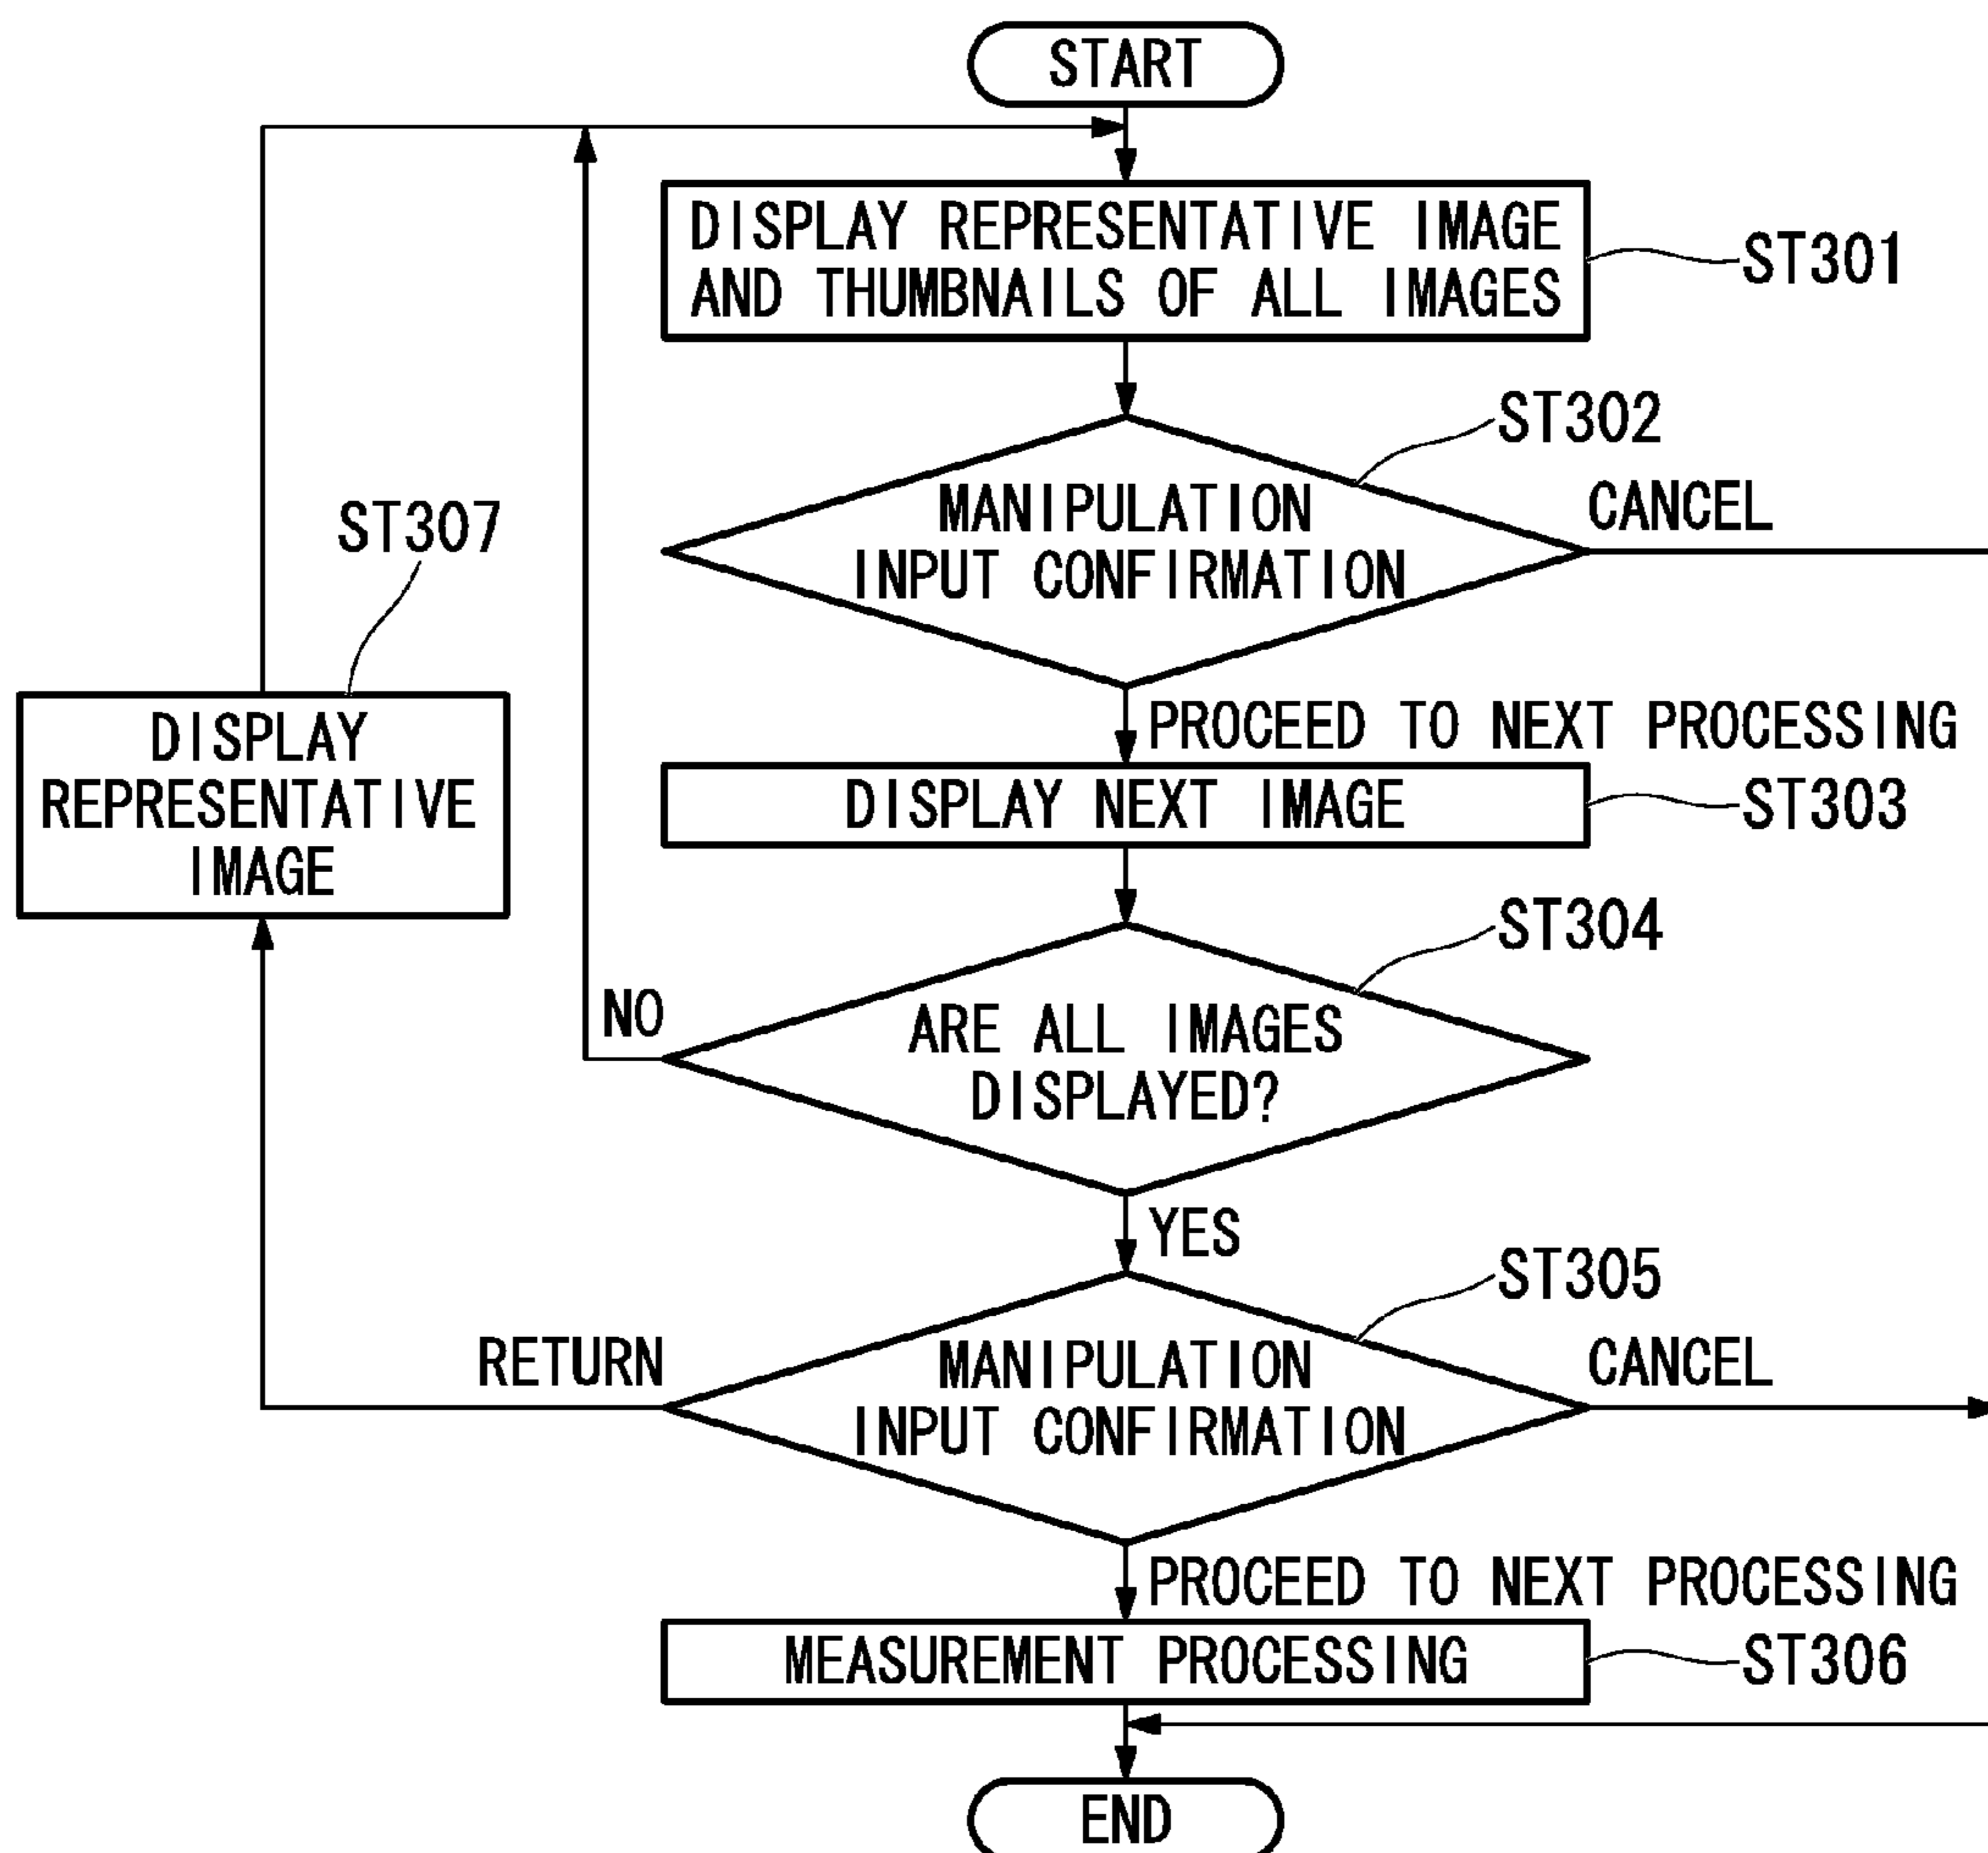 START
DISPLAY REPRESENTATIVE IMAGE
AND THUMBNAILS OF ALL IMAGES
ST301
ST302
MANIPULATION
INPUT CONFIRMATION
CANCEL
ST307
DISPLAY
REPRESENTATIVE
IMAGE
PROCEED TO NEXT PROCESSING
DISPLAY NEXT IMAGE
ST303
ST304
NO
ARE ALL IMAGES
DISPLAYED?
YES
ST305
RETURN
MANIPULATION
INPUT CONFIRMATION
CANCEL
PROCEED TO NEXT PROCESSING
MEASUREMENT PROCESSING
ST306
END